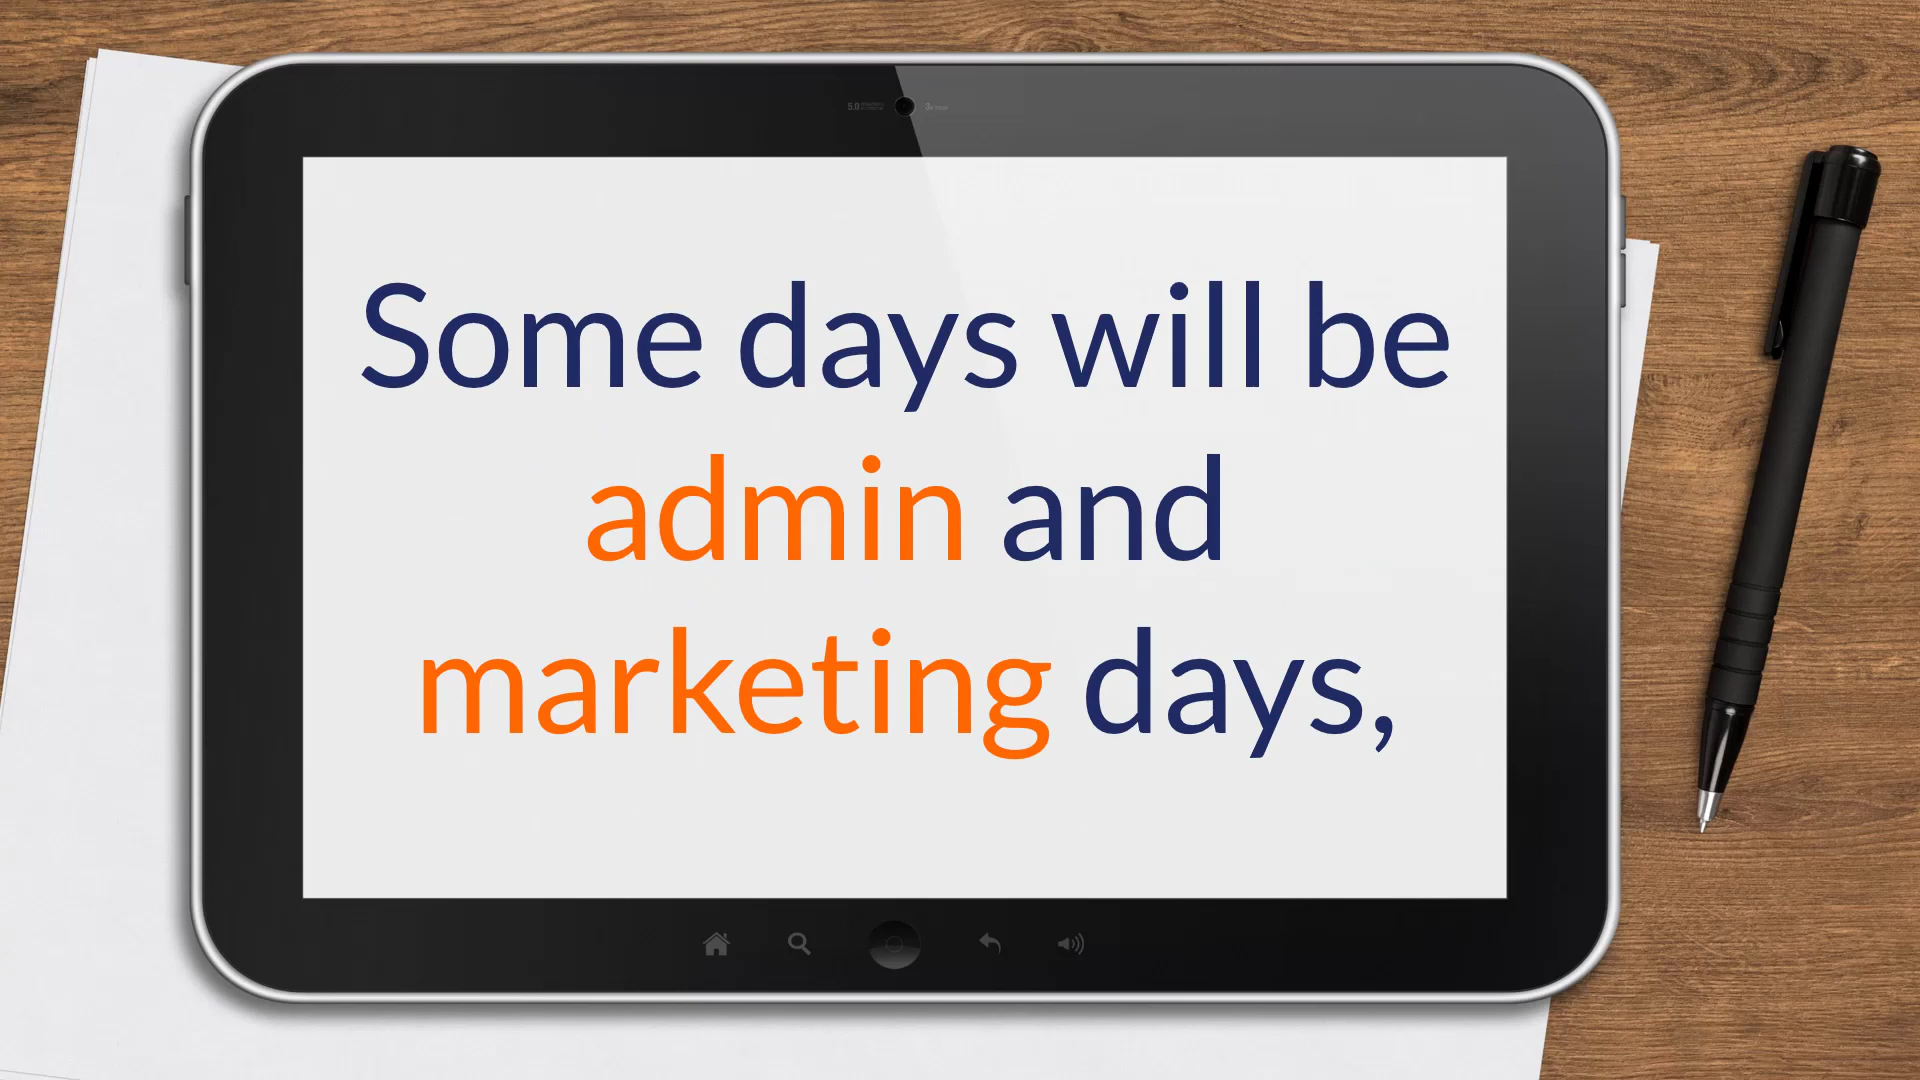 Some days will be
admin and
marketing days,